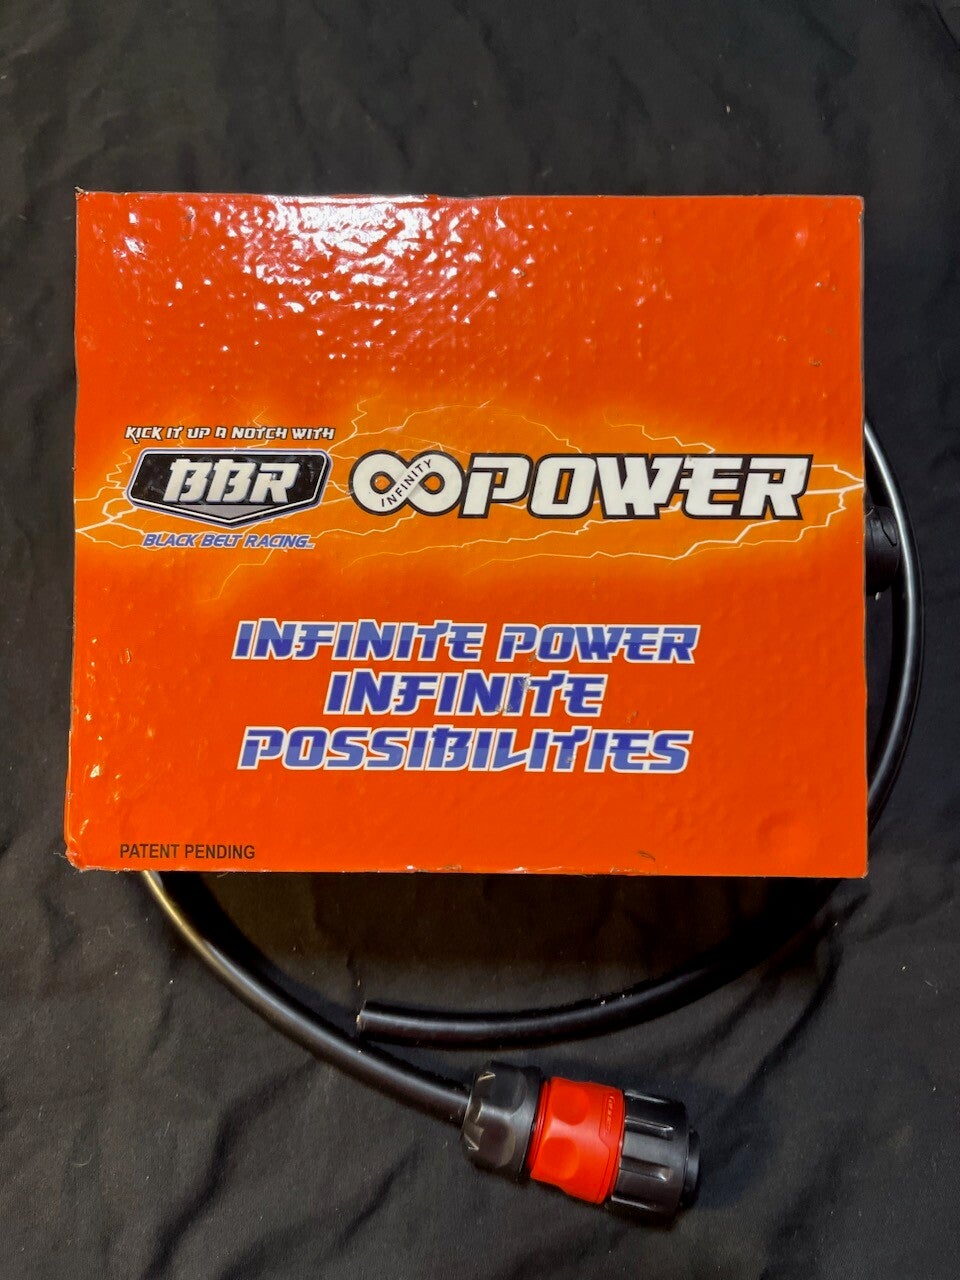 KICK IT UP A NOTCH WITH
BBR
BLACK BELT RACING
INFINITY
POWER
INFINITE POWER
INFINITE
POSSIBILITIES
PATENT PENDING